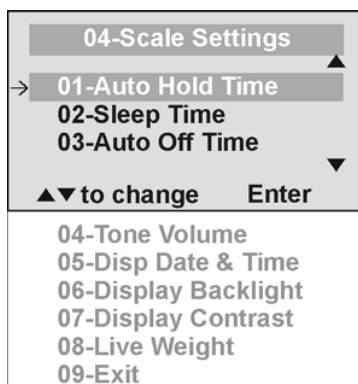 04-Scale Settings
01-Auto Hold Time
02-Sleep Time
03-Auto Off Time
▲▼ to change Enter
04-Tone Volume
05-Disp Date & Time
06-Display Backlight
07-Display Contrast
08-Live Weight
09-Exit